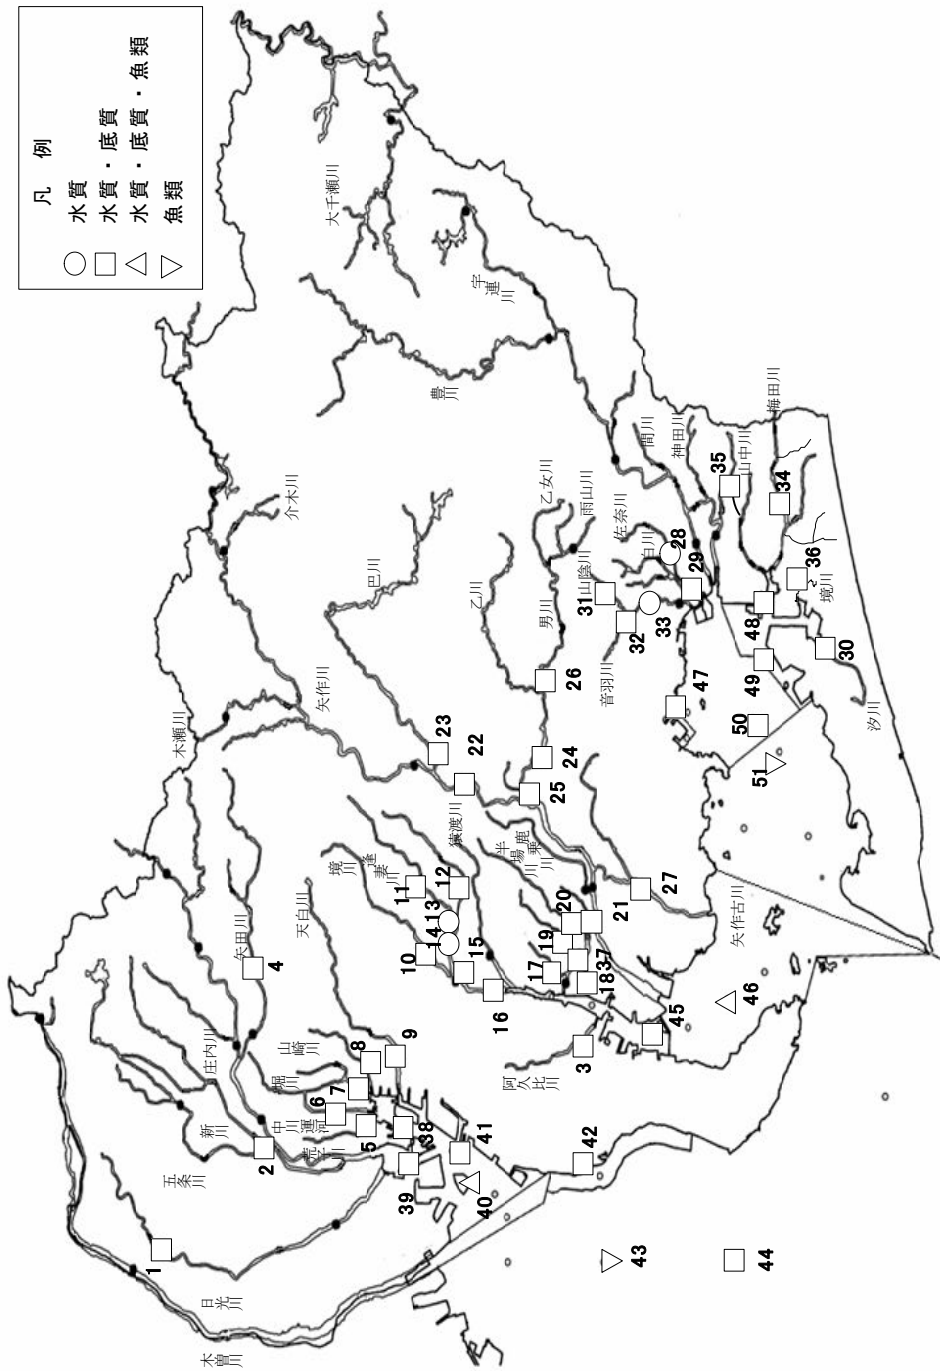 凡 例
水質
水質・底質
水質・底質・魚類
魚類
大千瀬川
宇連川
豊川
介木川
巴川
乙女川
雨山川
乙川
男川
山陰川
佐奈川
白川
間川
神田川
山中川
梅田川
境川
汐川
音羽川
矢作川
木瀬川
猿渡川
逢妻川
境川
半場川
鹿乗川
矢作古川
天白川
矢田川
庄内川
山崎川
堀川
中川運河
荒子川
新川
五条川
日光川
木曽川
阿久比川
1
2
3
4
5
6
7
8
9
10
11
12
13
14
15
16
17
18
19
20
21
22
23
24
25
26
27
28
29
30
31
32
33
34
35
36
37
38
39
40
41
42
43
44
45
46
47
48
49
50
51